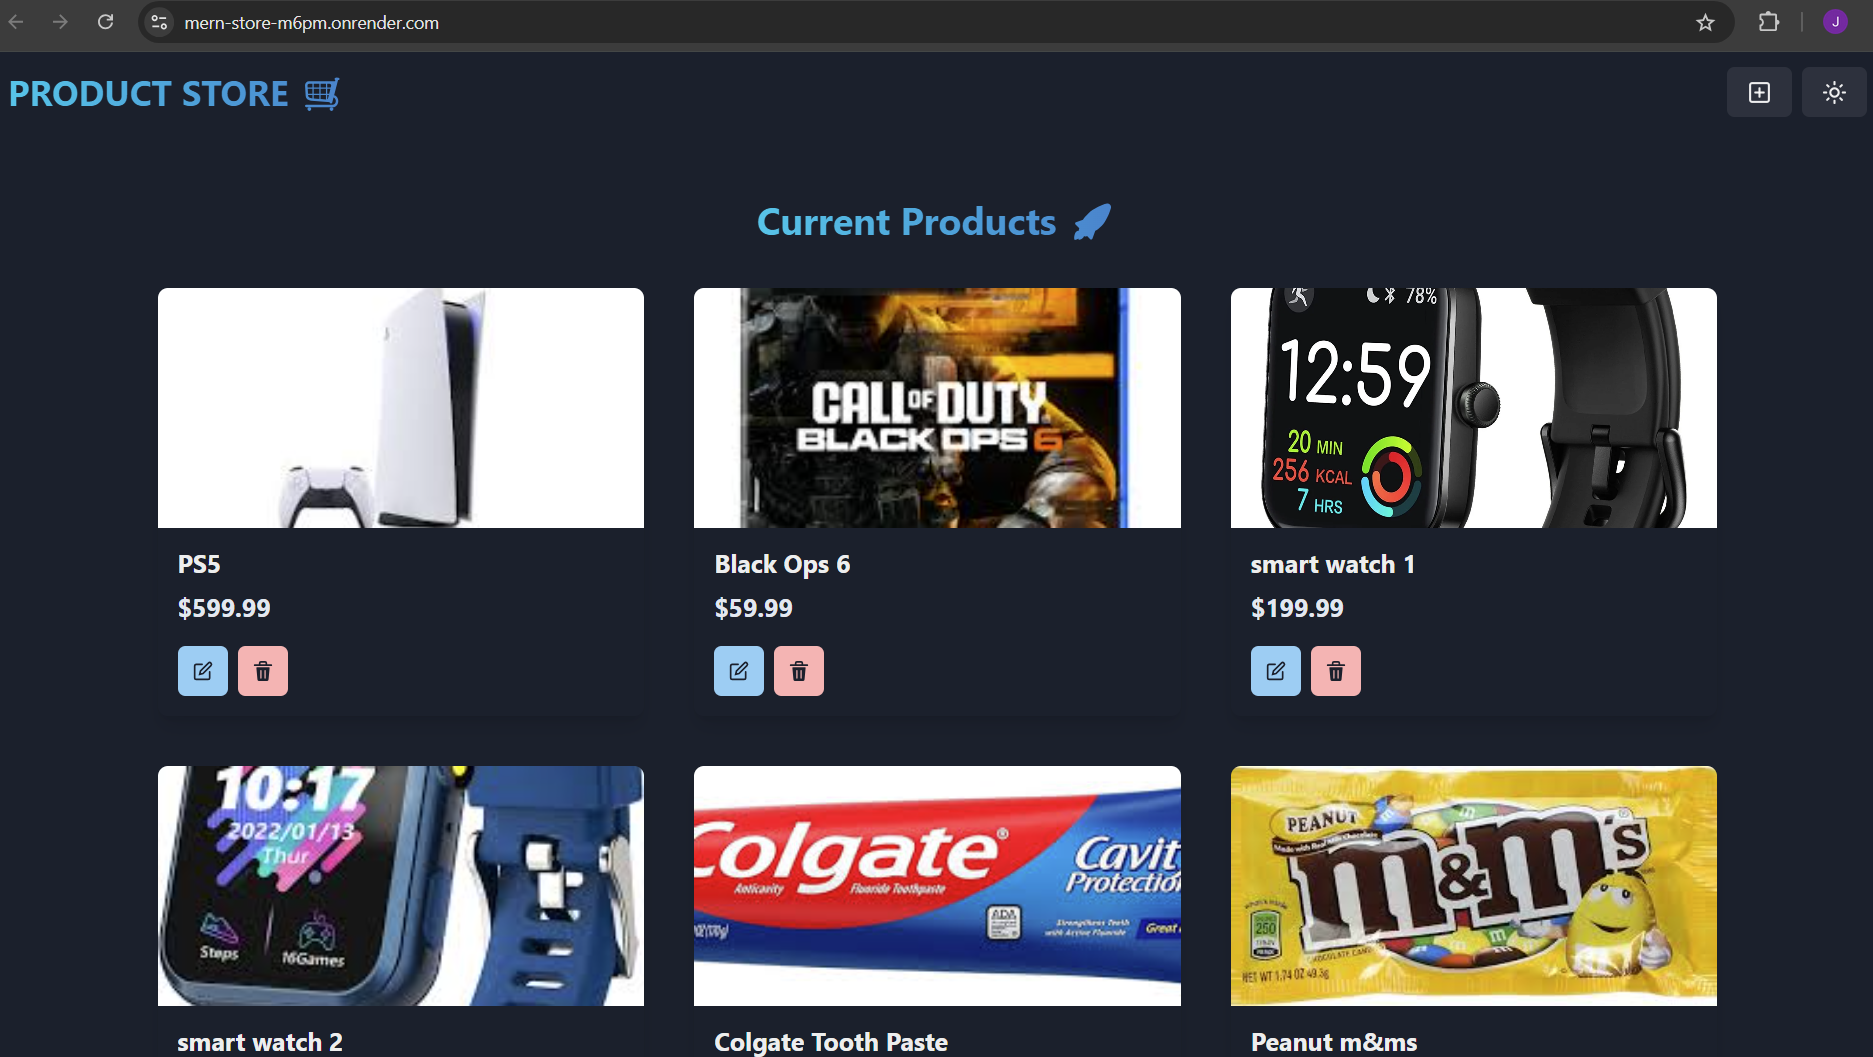 mern-store-m6pm.onrender.com
J
PRODUCT STORE
Current Products
CALL OF DUTY
BLACK OPS 6
78%
12:59
20 MIN
256 KCAL
7 HRS
PS5
$599.99
Black Ops 6
$59.99
smart watch 1
$199.99
10:17
2022/01/13
Thur
Steps
16Games
Colgate®
Anticavity
Fluoride Toothpaste
Cavit
Protection
ADA
Strengthens Teeth
with Active Fluoride
Great
PEANUT
Made with Real Milk Chocolate
m&m's
250
CHOCOLATE CAND
NET WT 1.74 OZ 49.3g
smart watch 2
Colgate Tooth Paste
Peanut m&ms